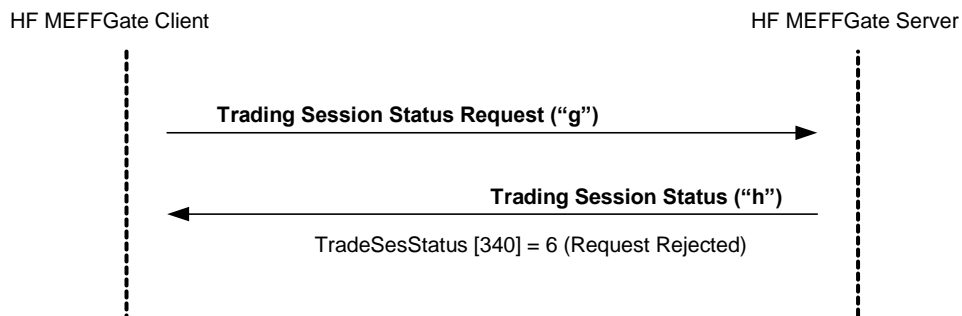 HF MEFFGate Client
HF MEFFGate Server
Trading Session Status Request (“g”)
Trading Session Status (“h”)
TradeSesStatus [340] = 6 (Request Rejected)